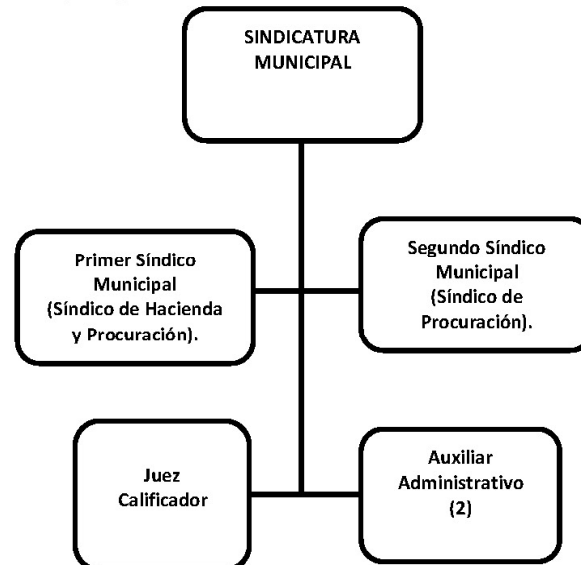 SINDICATURA
MUNICIPAL
Primer Síndico
Municipal
(Síndico de Hacienda
y Procuración).
Segundo Síndico
Municipal
(Síndico de
Procuración).
Juez
Calificador
Auxiliar
Administrativo
(2)